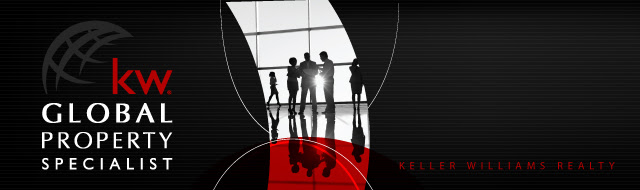 kw®
GLOBAL
PROPERTY
SPECIALIST
KELLER WILLIAMS REALTY